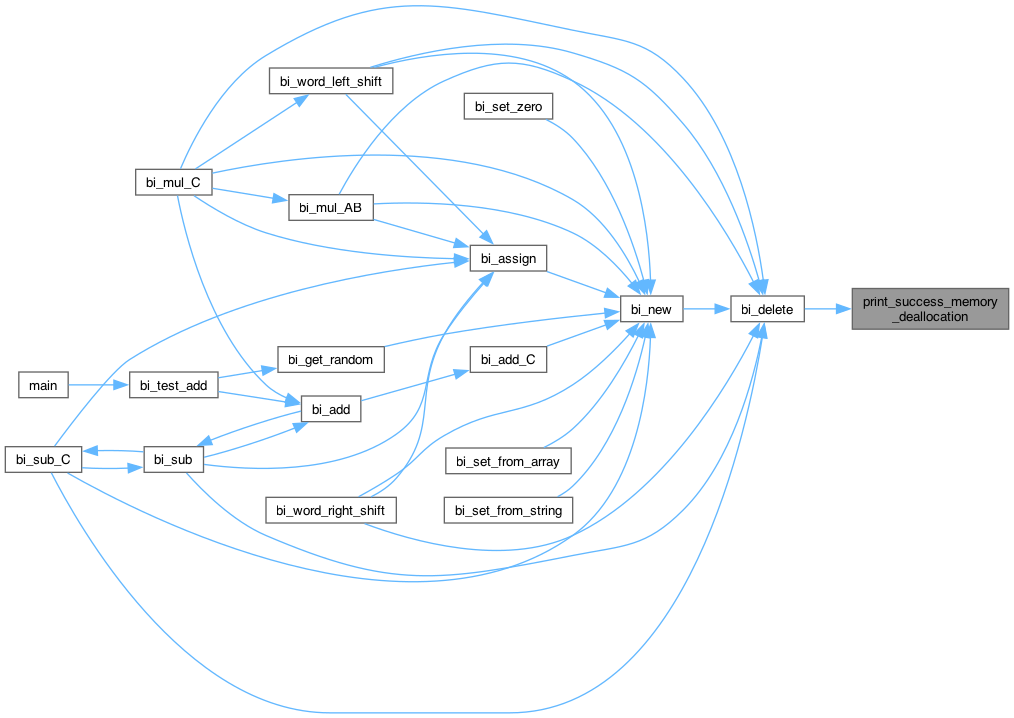 bi_word_left_shift
bi_set_zero
bi_mul_C
bi_mul_AB
bi_assign
bi_new
bi_delete
print_success_memory
_deallocation
bi_get_random
bi_add_C
main
bi_test_add
bi_add
bi_sub_C
bi_sub
bi_set_from_array
bi_word_right_shift
bi_set_from_string